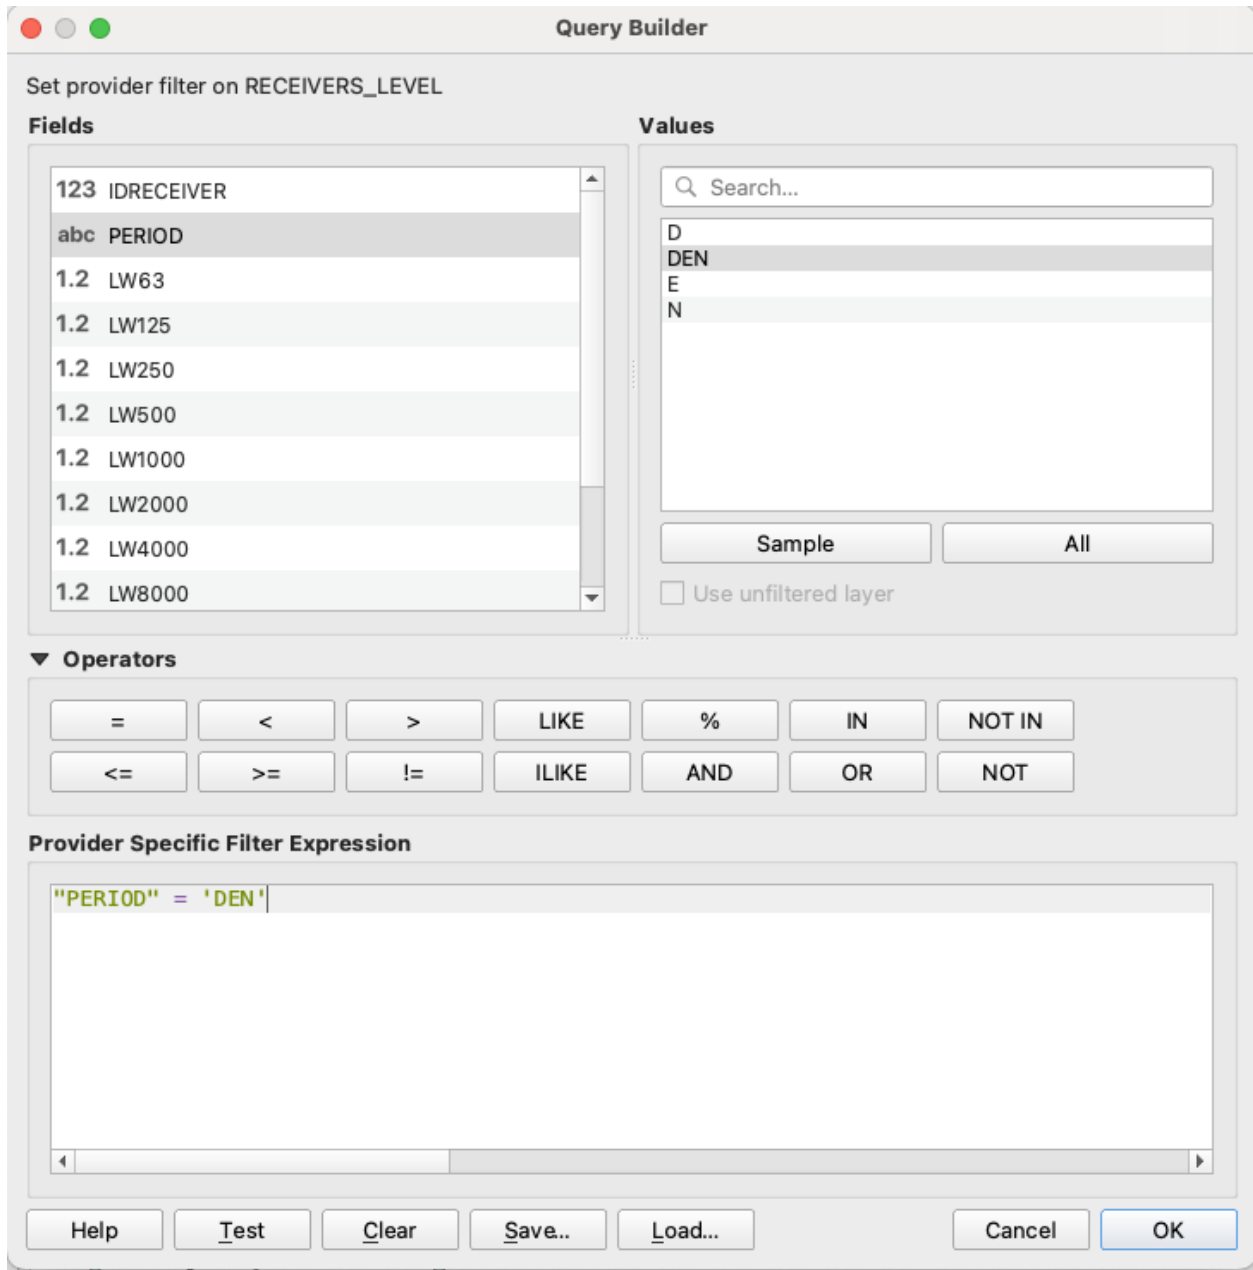 Query Builder
Set provider filter on RECEIVERS_LEVEL
Fields
Values
123 IDRECEIVER
abc PERIOD
1.2 LW63
1.2 LW125
1.2 LW250
1.2 LW500
1.2 LW1000
1.2 LW2000
1.2 LW4000
1.2 LW8000
Search...
D
DEN
E
N
Sample
All
Use unfiltered layer
Operators
= < > LIKE % IN NOT IN
<= >= != ILIKE AND OR NOT
Provider Specific Filter Expression
"PERIOD" = 'DEN'
Help Test Clear Save... Load... Cancel OK